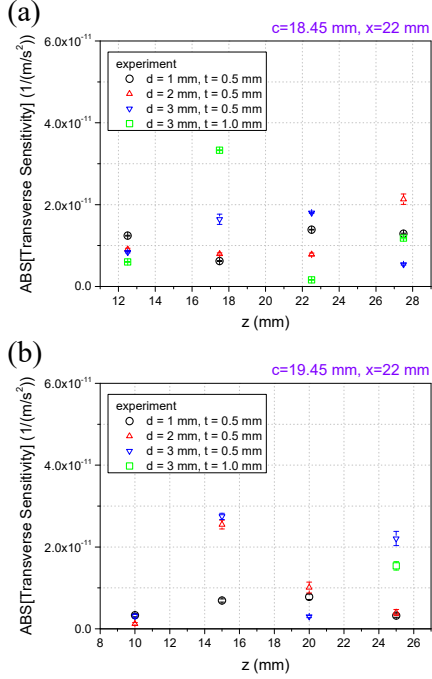 (a)
c=18.45 mm, x=22 mm
ABS[Transverse Sensitivity] (1/(m/s²))
6.0x10⁻¹¹
4.0x10⁻¹¹
2.0x10⁻¹¹
0.0
experiment
d = 1 mm, t = 0.5 mm
d = 2 mm, t = 0.5 mm
d = 3 mm, t = 0.5 mm
d = 3 mm, t = 1.0 mm
12 14 16 18 20 22 24 26 28
z (mm)
(b)
c=19.45 mm, x=22 mm
ABS[Transverse Sensitivity] (1/(m/s²))
6.0x10⁻¹¹
4.0x10⁻¹¹
2.0x10⁻¹¹
0.0
experiment
d = 1 mm, t = 0.5 mm
d = 2 mm, t = 0.5 mm
d = 3 mm, t = 0.5 mm
d = 3 mm, t = 1.0 mm
8 10 12 14 16 18 20 22 24 26
z (mm)